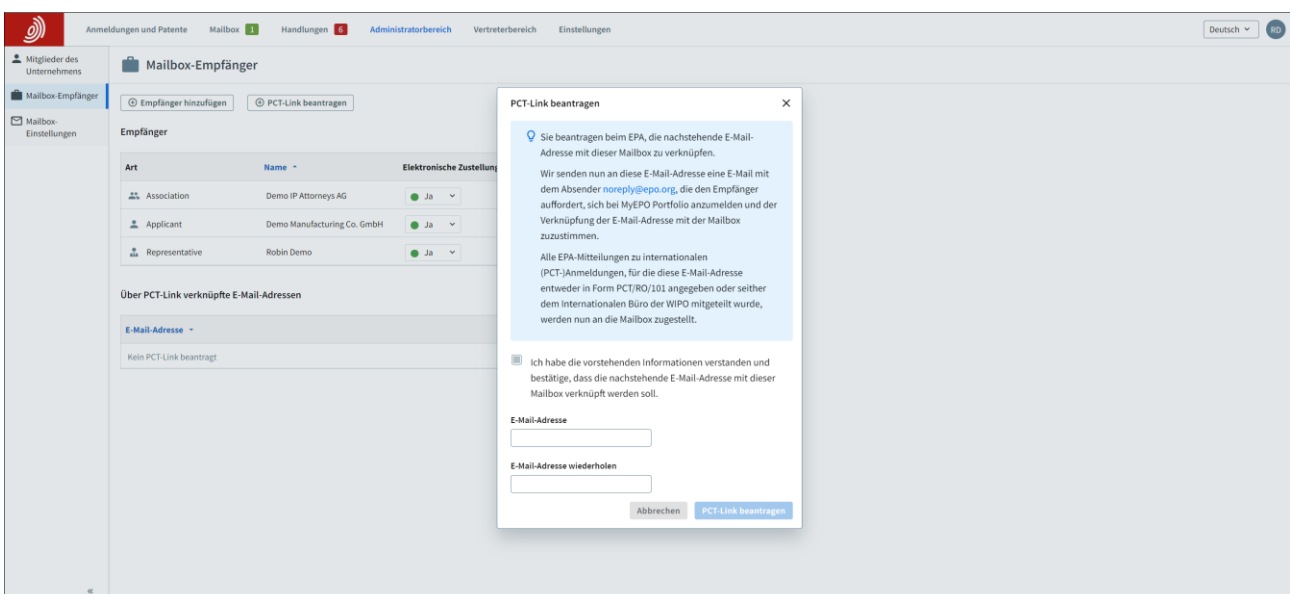 Anmeldungen und Patente Mailbox 1 Handlungen 6 Administratorbereich Vertreterbereich Einstellungen Deutsch RD
Mitglieder des
Unternehmens
Mailbox-Empfänger
Mailbox-
Einstellungen
Mailbox-Empfänger
Empfänger hinzufügen PCT-Link beantragen
Empfänger
Art Name Elektronische Zustellung
Association Demo IP Attorneys AG Ja
Applicant Demo Manufacturing Co. GmbH Ja
Representative Robin Demo Ja
Über PCT-Link verknüpfte E-Mail-Adressen
E-Mail-Adresse
Kein PCT-Link beantragt
PCT-Link beantragen
Sie beantragen beim EPA, die nachstehende E-Mail-
Adresse mit dieser Mailbox zu verknüpfen.
Wir senden nun an diese E-Mail-Adresse eine E-Mail mit
dem Absender noreply@epo.org, die den Empfänger
auffordert, sich bei MyEPO Portfolio anzumelden und der
Verknüpfung der E-Mail-Adresse mit der Mailbox
zuzustimmen.
Alle EPA-Mitteilungen zu internationalen
(PCT-)Anmeldungen, für die diese E-Mail-Adresse
entweder in Form PCT/RO/101 angegeben oder seither
dem Internationalen Büro der WIPO mitgeteilt wurde,
werden nun an die Mailbox zugestellt.
Ich habe die vorstehenden Informationen verstanden und
bestätige, dass die nachstehende E-Mail-Adresse mit dieser
Mailbox verknüpft werden soll.
E-Mail-Adresse
E-Mail-Adresse wiederholen
Abbrechen PCT-Link beantragen